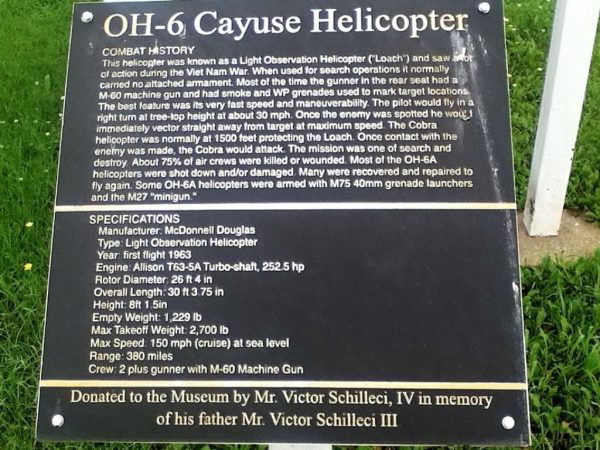 OH-6 Cayuse Helicopter
COMBAT HISTORY
This helicopter was known as a Light Observation Helicopter ("Loach") and saw a lot
of action during the Viet Nam War. When used for search operations it normally
carried no attached armament. Most of the time the gunner in the rear seat had a
M-60 machine gun and had smoke and WP grenades used to mark target locations.
The best feature was its very fast speed and maneuverability. The pilot would fly in a
right turn at tree-top height at about 30 mph. Once the enemy was spotted he would
immediately vector straight away from target at maximum speed. The Cobra
helicopter was normally at 1500 feet protecting the Loach. Once contact with the
enemy was made, the Cobra would attack. The mission was one of search and
destroy. About 75% of air crews were killed or wounded. Most of the OH-6A
helicopters were shot down and/or damaged. Many were recovered and repaired to
fly again. Some OH-6A helicopters were armed with M75 40mm grenade launchers
and the M27 "minigun."
SPECIFICATIONS
Manufacturer: McDonnell Douglas
Type: Light Observation Helicopter
Year: first flight 1963
Engine: Allison T63-5A Turbo-shaft, 252.5 hp
Rotor Diameter: 26 ft 4 in
Overall Length: 30 ft 3.75 in
Height: 8ft 1.5in
Empty Weight: 1,229 lb
Max Takeoff Weight: 2,700 lb
Max Speed: 150 mph (cruise) at sea level
Range: 380 miles
Crew: 2 plus gunner with M-60 Machine Gun
Donated to the Museum by Mr. Victor Schilleci, IV in memory
of his father Mr. Victor Schilleci III